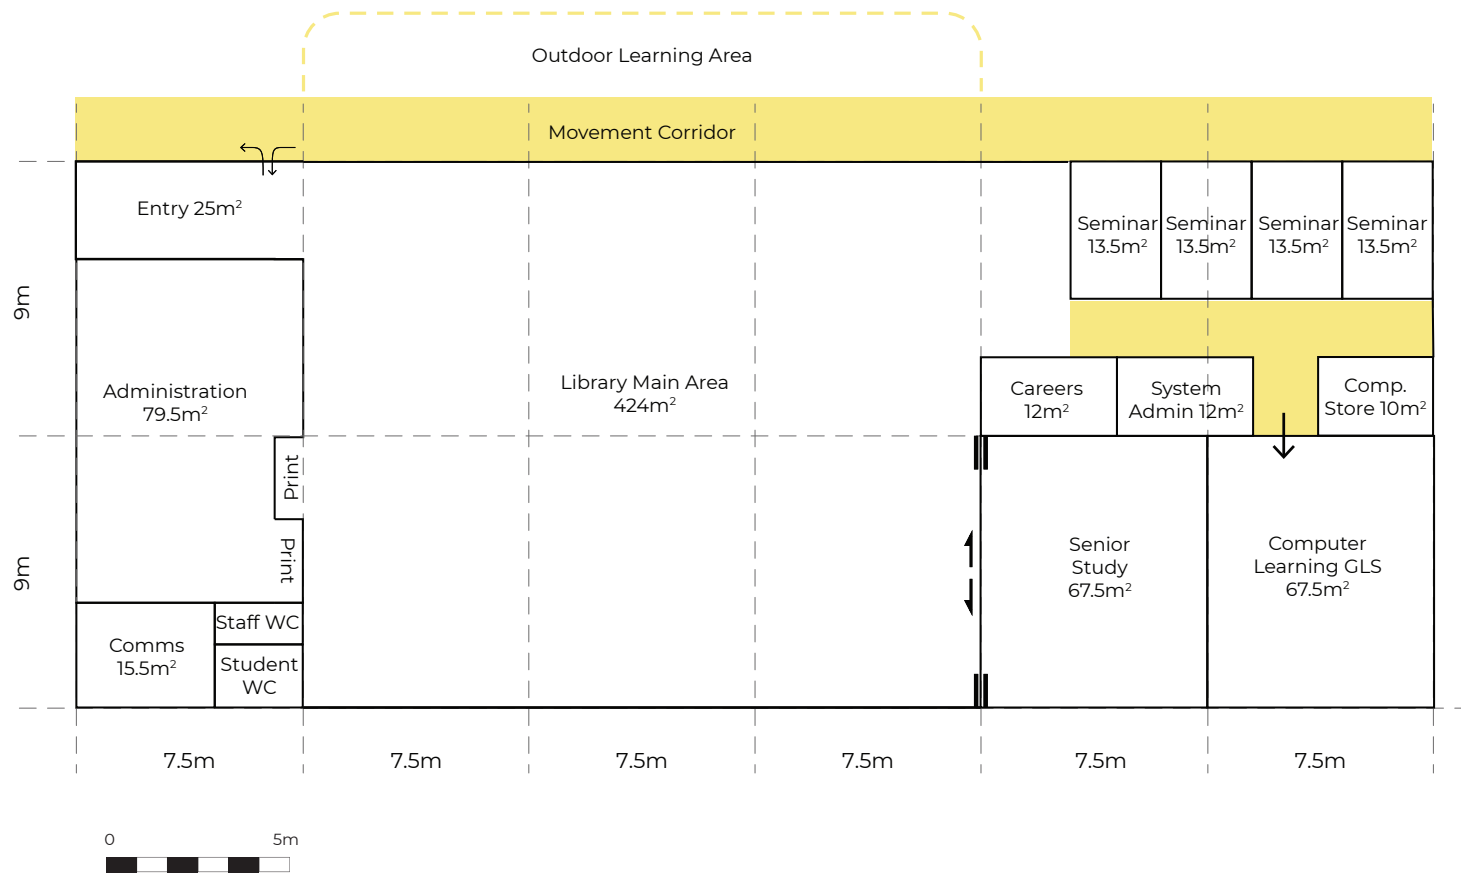 Outdoor Learning Area
Movement Corridor
Entry 25m²
Seminar
13.5m²
Seminar
13.5m²
Seminar
13.5m²
Seminar
13.5m²
9m
Administration
79.5m²
Library Main Area
424m²
Careers
12m²
System
Admin 12m²
Comp.
Store 10m²
Print
Print
9m
Senior
Study
67.5m²
Computer
Learning GLS
67.5m²
Comms
15.5m²
Staff WC
Student
WC
7.5m
7.5m
7.5m
7.5m
7.5m
7.5m
0
5m